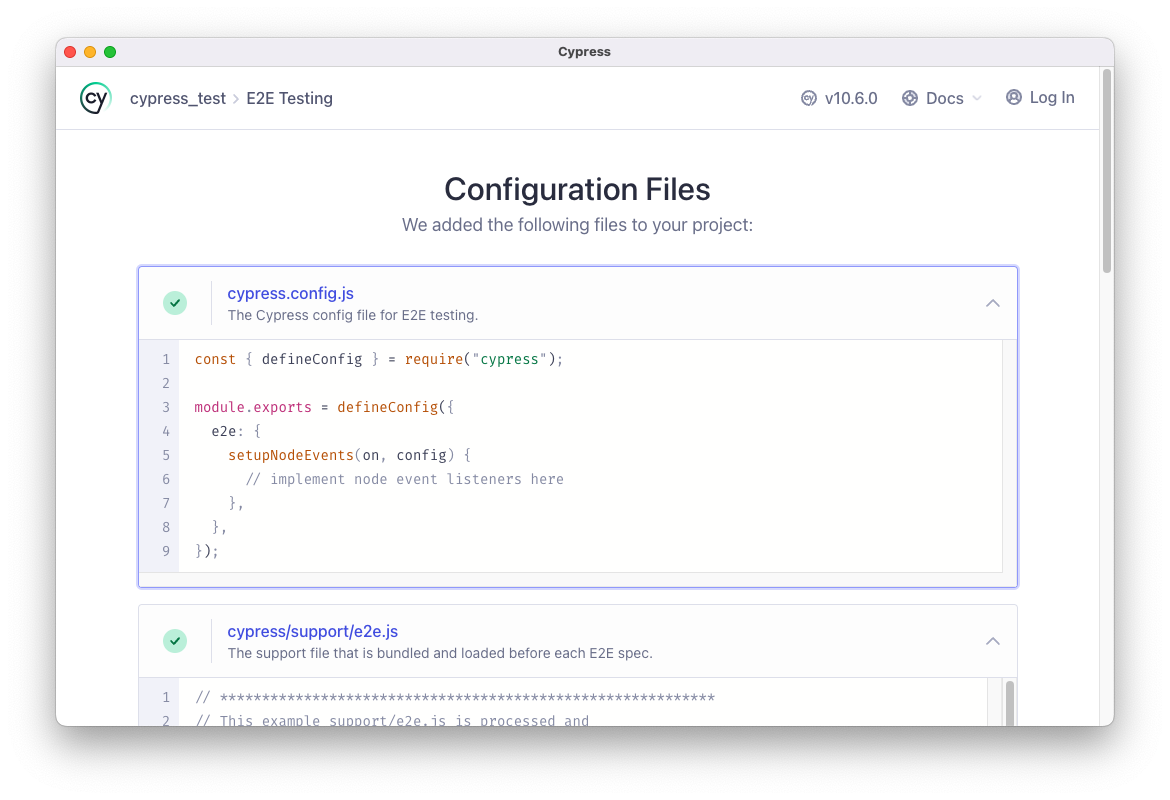 Cypress
cy cypress_test > E2E Testing
cy v10.6.0 Docs Log In
Configuration Files
We added the following files to your project:
cypress.config.js
The Cypress config file for E2E testing.
1 const { defineConfig } = require("cypress");
2
3 module.exports = defineConfig({
4   e2e: {
5     setupNodeEvents(on, config) {
6       // implement node event listeners here
7     },
8   },
9 });
cypress/support/e2e.js
The support file that is bundled and loaded before each E2E spec.
1 // ***********************************************************
2 // This example support/e2e.js is processed and